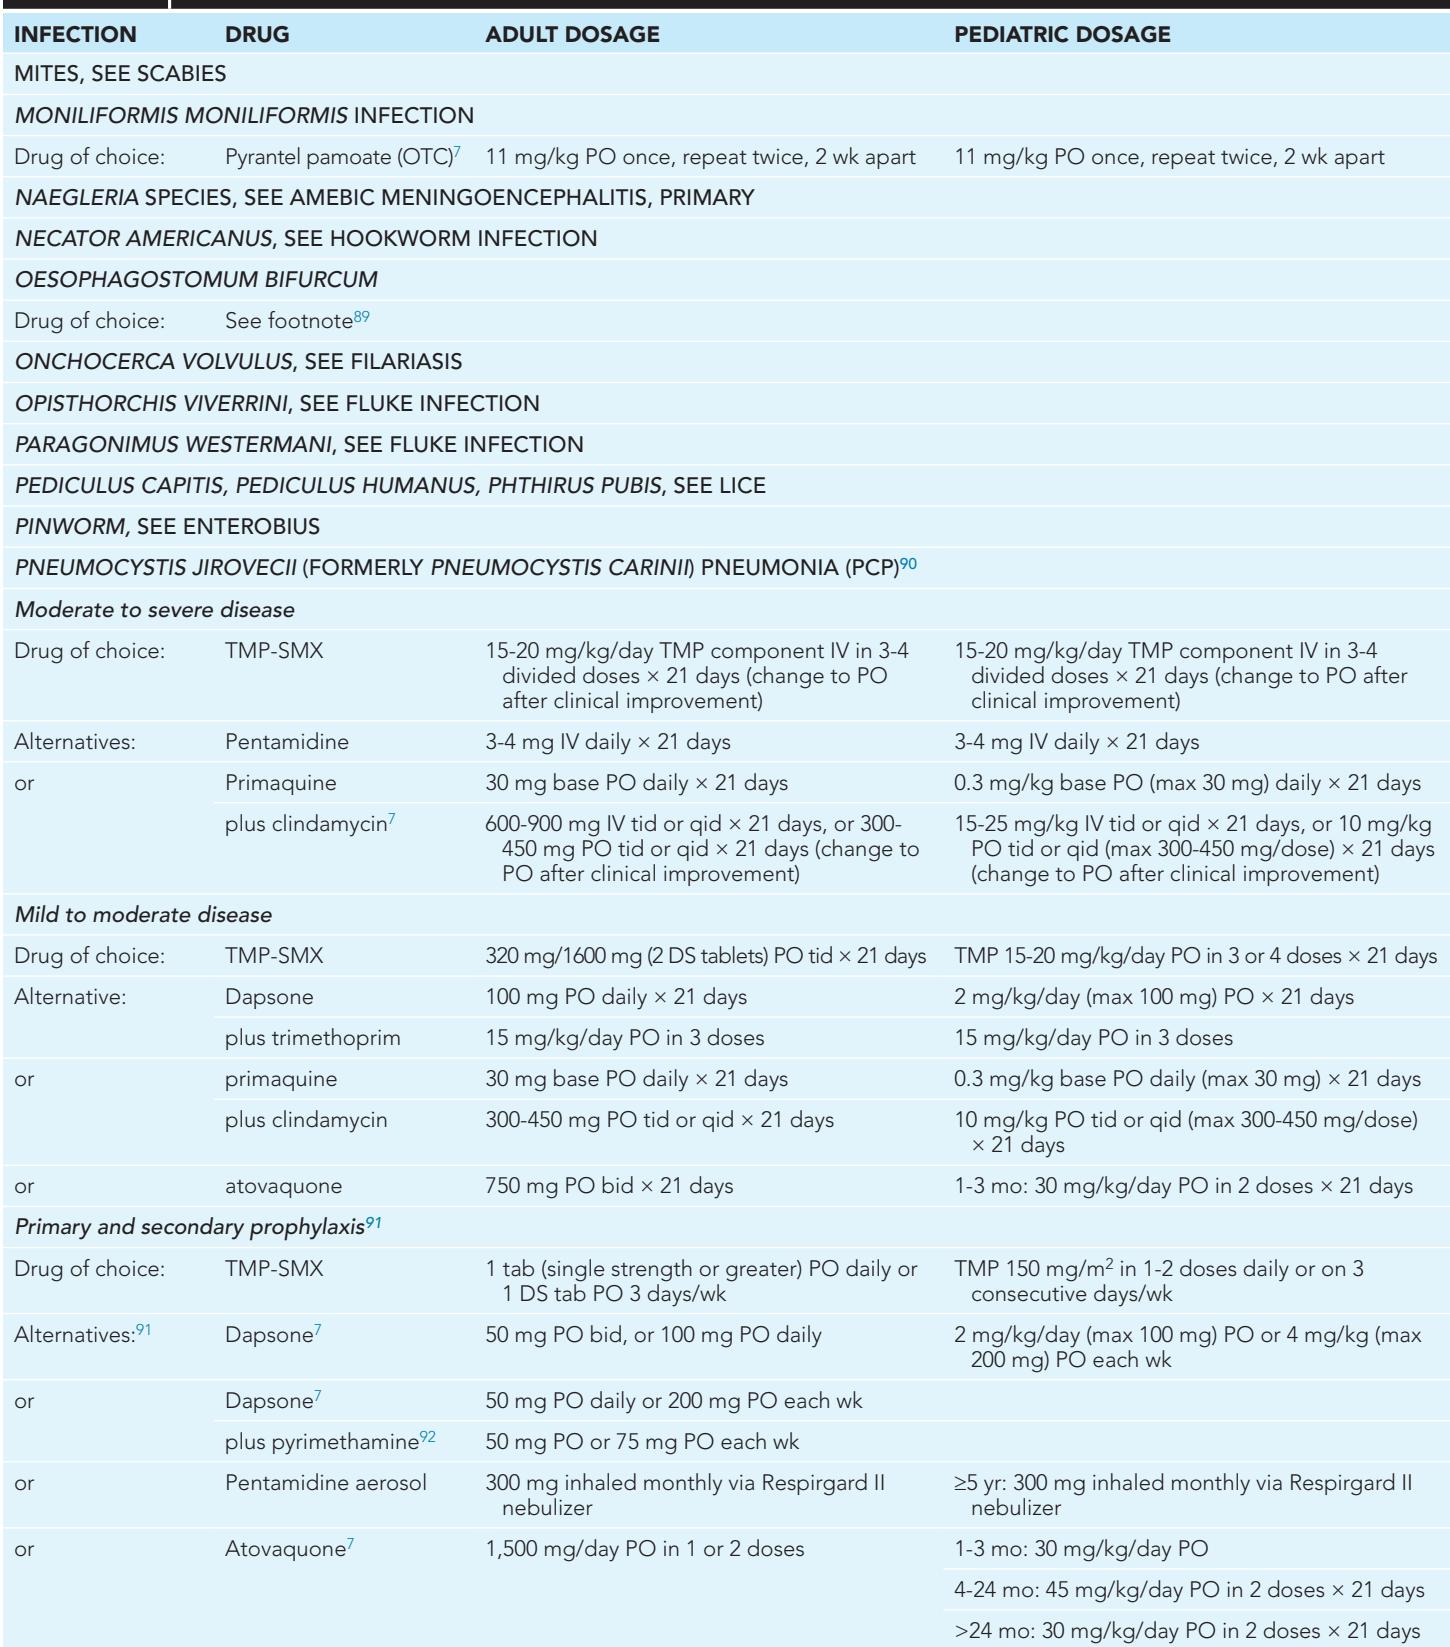 INFECTION DRUG ADULT DOSAGE PEDIATRIC DOSAGE
MITES, SEE SCABIES
MONILIFORMIS MONILIFORMIS INFECTION
Drug of choice: Pyrantel pamoate (OTC)7 11 mg/kg PO once, repeat twice, 2 wk apart 11 mg/kg PO once, repeat twice, 2 wk apart
NAEGLERIA SPECIES, SEE AMEBIC MENINGOENCEPHALITIS, PRIMARY
NECATOR AMERICANUS, SEE HOOKWORM INFECTION
OESOPHAGOSTOMUM BIFURCUM
Drug of choice: See footnote89
ONCHOCERCA VOLVULUS, SEE FILARIASIS
OPISTHORCHIS VIVERRINI, SEE FLUKE INFECTION
PARAGONIMUS WESTERMANI, SEE FLUKE INFECTION
PEDICULUS CAPITIS, PEDICULUS HUMANUS, PHTHIRUS PUBIS, SEE LICE
PINWORM, SEE ENTEROBIUS
PNEUMOCYSTIS JIROVECII (FORMERLY PNEUMOCYSTIS CARINII) PNEUMONIA (PCP)90
Moderate to severe disease
Drug of choice: TMP-SMX 15-20 mg/kg/day TMP component IV in 3-4 15-20 mg/kg/day TMP component IV in 3-4
divided doses × 21 days (change to PO divided doses × 21 days (change to PO after
after clinical improvement) clinical improvement)
Alternatives: Pentamidine 3-4 mg IV daily × 21 days 3-4 mg IV daily × 21 days
or Primaquine 30 mg base PO daily × 21 days 0.3 mg/kg base PO (max 30 mg) daily × 21 days
plus clindamycin7 600-900 mg IV tid or qid × 21 days, or 300- 15-25 mg/kg IV tid or qid × 21 days, or 10 mg/kg
450 mg PO tid or qid × 21 days (change to PO tid or qid (max 300-450 mg/dose) × 21 days
PO after clinical improvement) (change to PO after clinical improvement)
Mild to moderate disease
Drug of choice: TMP-SMX 320 mg/1600 mg (2 DS tablets) PO tid × 21 days TMP 15-20 mg/kg/day PO in 3 or 4 doses × 21 days
Alternative: Dapsone 100 mg PO daily × 21 days 2 mg/kg/day (max 100 mg) PO × 21 days
plus trimethoprim 15 mg/kg/day PO in 3 doses 15 mg/kg/day PO in 3 doses
or primaquine 30 mg base PO daily × 21 days 0.3 mg/kg base PO daily (max 30 mg) × 21 days
plus clindamycin 300-450 mg PO tid or qid × 21 days 10 mg/kg PO tid or qid (max 300-450 mg/dose)
× 21 days
or atovaquone 750 mg PO bid × 21 days 1-3 mo: 30 mg/kg/day PO in 2 doses × 21 days
Primary and secondary prophylaxis91
Drug of choice: TMP-SMX 1 tab (single strength or greater) PO daily or TMP 150 mg/m2 in 1-2 doses daily or on 3
1 DS tab PO 3 days/wk consecutive days/wk
Alternatives:91 Dapsone7 50 mg PO bid, or 100 mg PO daily 2 mg/kg/day (max 100 mg) PO or 4 mg/kg (max
200 mg) PO each wk
or Dapsone7 50 mg PO daily or 200 mg PO each wk
plus pyrimethamine92 50 mg PO or 75 mg PO each wk
or Pentamidine aerosol 300 mg inhaled monthly via Respirgard II ≥5 yr: 300 mg inhaled monthly via Respirgard II
nebulizer nebulizer
or Atovaquone7 1,500 mg/day PO in 1 or 2 doses 1-3 mo: 30 mg/kg/day PO
4-24 mo: 45 mg/kg/day PO in 2 doses × 21 days
>24 mo: 30 mg/kg/day PO in 2 doses × 21 days